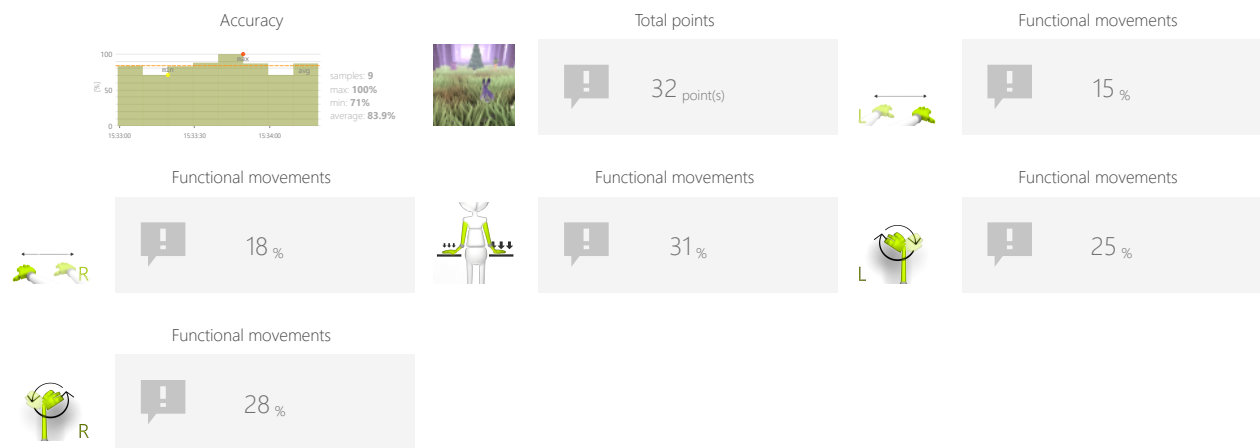 Accuracy
100
50
0
(%)
min
max
avg
15:33:00
15:33:30
15:34:00
samples: 9
max: 100%
min: 71%
average: 83.9%
Total points
32 point(s)
Functional movements
L
15 %
Functional movements
R
18 %
Functional movements
31 %
Functional movements
L
25 %
Functional movements
R
28 %